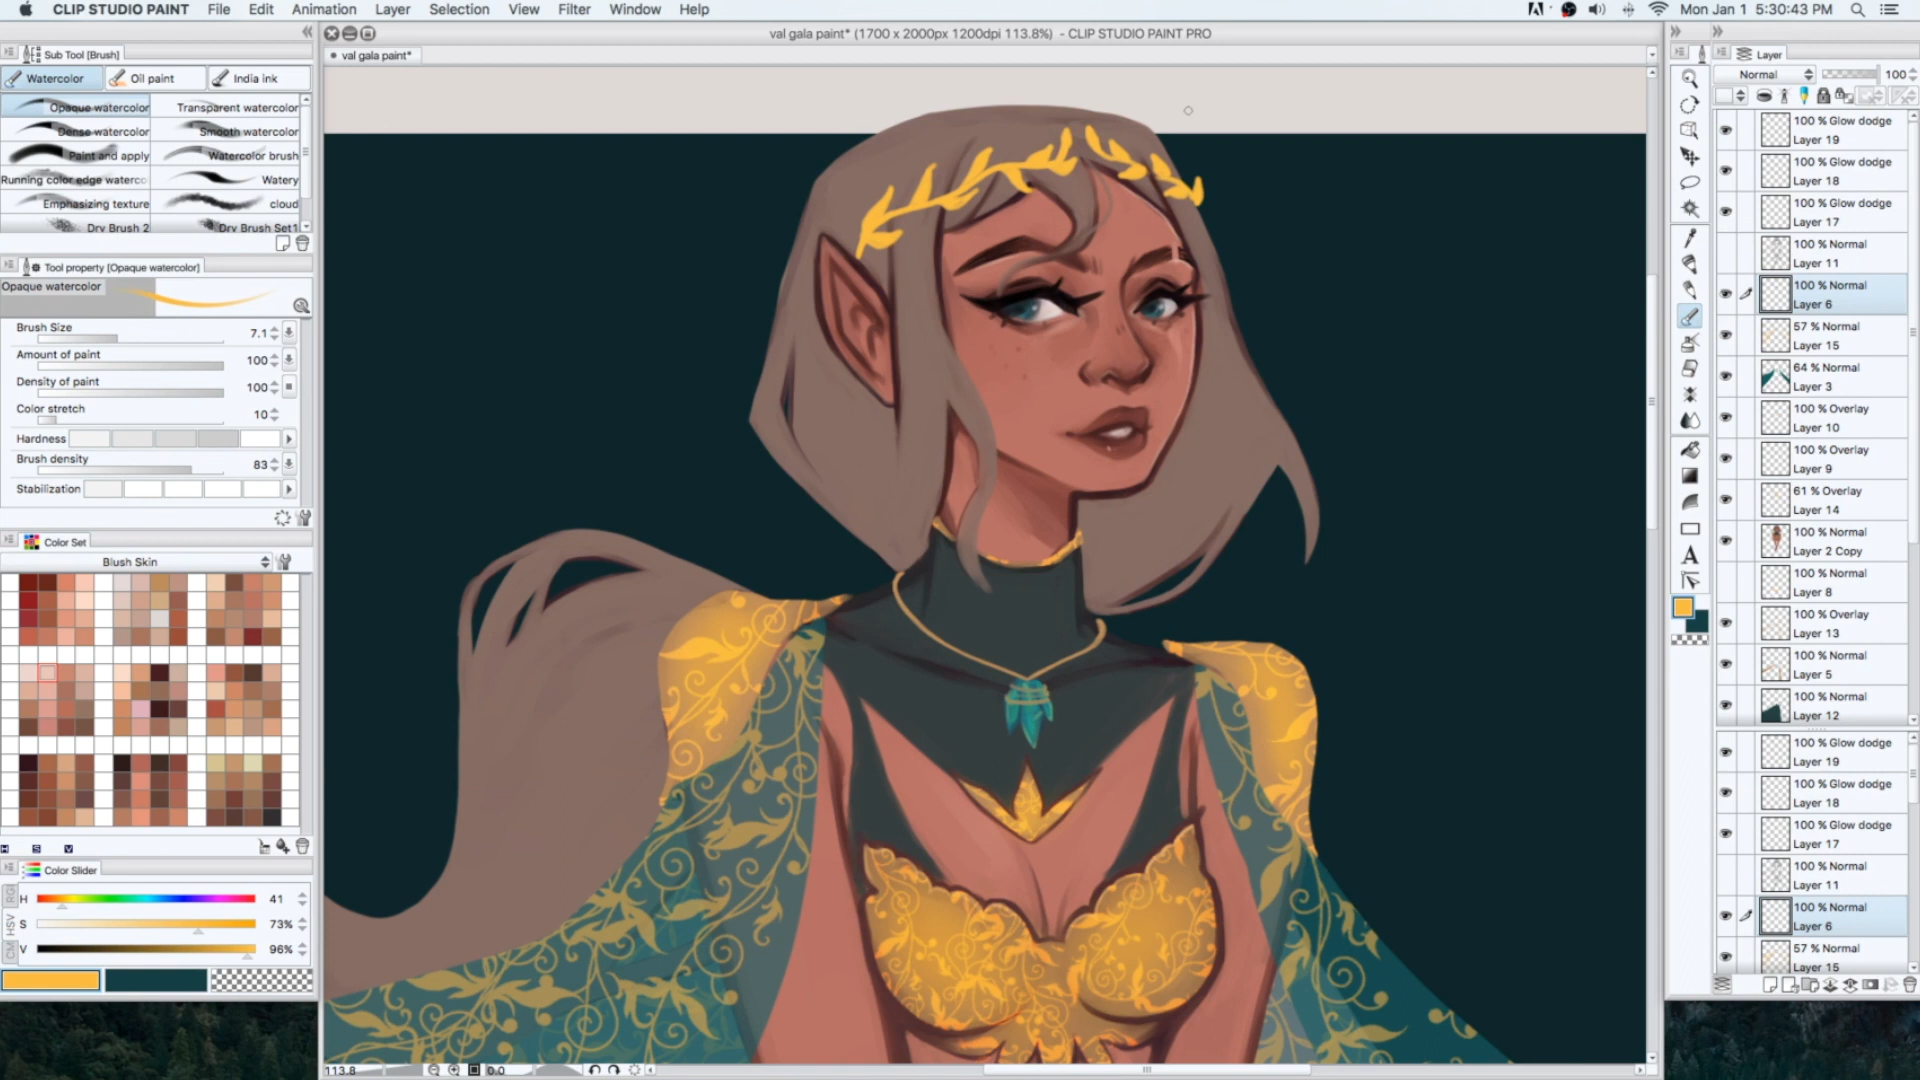 CLIP STUDIO PAINT File Edit Animation Layer Selection View Filter Window Help
Mon Jan 1 5:30:43 PM
val gala paint* (1700 x 2000px 1200dpi 113.8%) - CLIP STUDIO PAINT PRO
val gala paint*
Sub Tool [Brush]
Watercolor Oil paint India ink
Opaque watercolor Transparent watercolor
Dense watercolor Smooth watercolor
Paint and apply Watercolor brush
Running color edge waterco Watery
Emphasizing texture cloud
Dry Brush 2 Dry Brush Set1
Tool property [Opaque watercolor]
Opaque watercolor
Brush Size 7.1
Amount of paint 100
Density of paint 100
Color stretch 10
Hardness
Brush density 83
Stabilization
Color Set
Blush Skin
H S V
Color Slider
H 41
S 73%
V 96%
113.8 0.0
Layer
Normal 100
100 % Glow dodge
Layer 19
100 % Glow dodge
Layer 18
100 % Glow dodge
Layer 17
100 % Normal
Layer 11
100 % Normal
Layer 6
57 % Normal
Layer 15
64 % Normal
Layer 3
100 % Overlay
Layer 10
100 % Overlay
Layer 9
61 % Overlay
Layer 14
100 % Normal
Layer 2 Copy
100 % Normal
Layer 8
100 % Overlay
Layer 13
100 % Normal
Layer 5
100 % Normal
Layer 12
100 % Glow dodge
Layer 19
100 % Glow dodge
Layer 18
100 % Glow dodge
Layer 17
100 % Normal
Layer 11
100 % Normal
Layer 6
57 % Normal
Layer 15